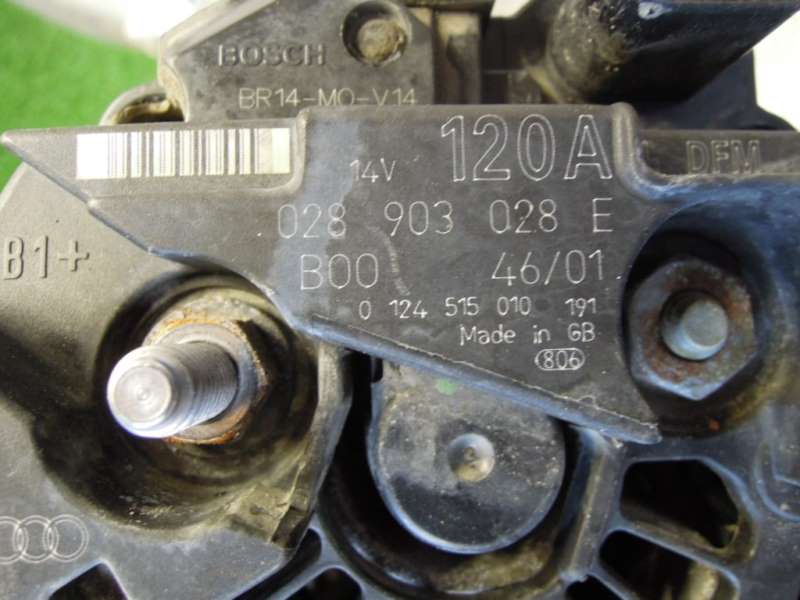 BOSCH
BR14-MO-V14
14V 120A
DFM
028 903 028 E
B1+
B00 46/01
0 124 515 010 191
Made in GB
806